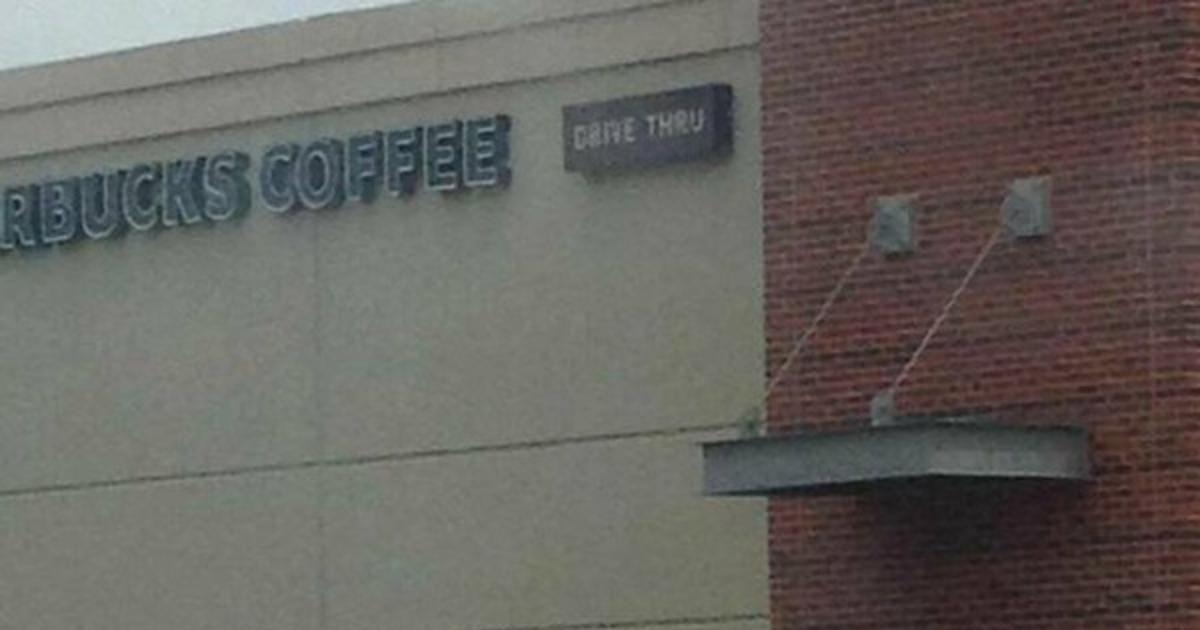 RBUCKS COFFEE
DRIVE THRU